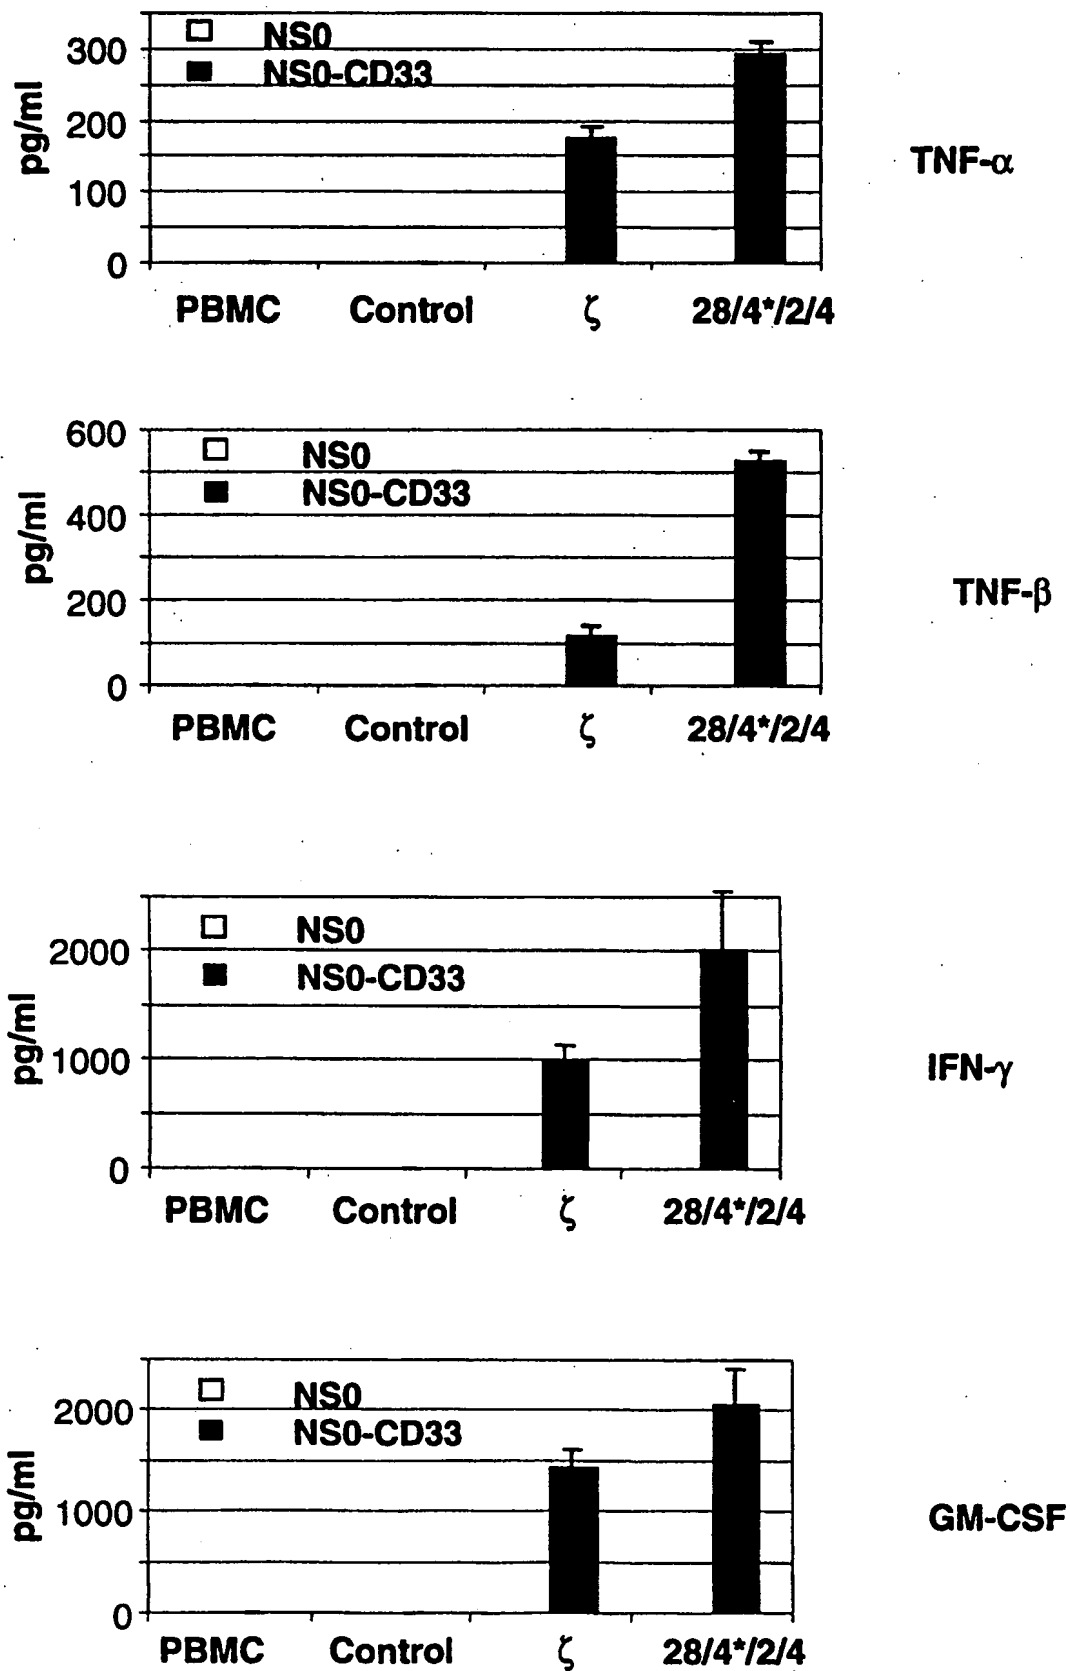 NS0
NS0-CD33
300
200
100
0
pg/ml
PBMC Control ζ 28/4*/2/4
TNF-α
NS0
NS0-CD33
600
400
200
0
pg/ml
PBMC Control ζ 28/4*/2/4
TNF-β
NS0
NS0-CD33
2000
1000
0
pg/ml
PBMC Control ζ 28/4*/2/4
IFN-γ
NS0
NS0-CD33
2000
1000
0
pg/ml
PBMC Control ζ 28/4*/2/4
GM-CSF